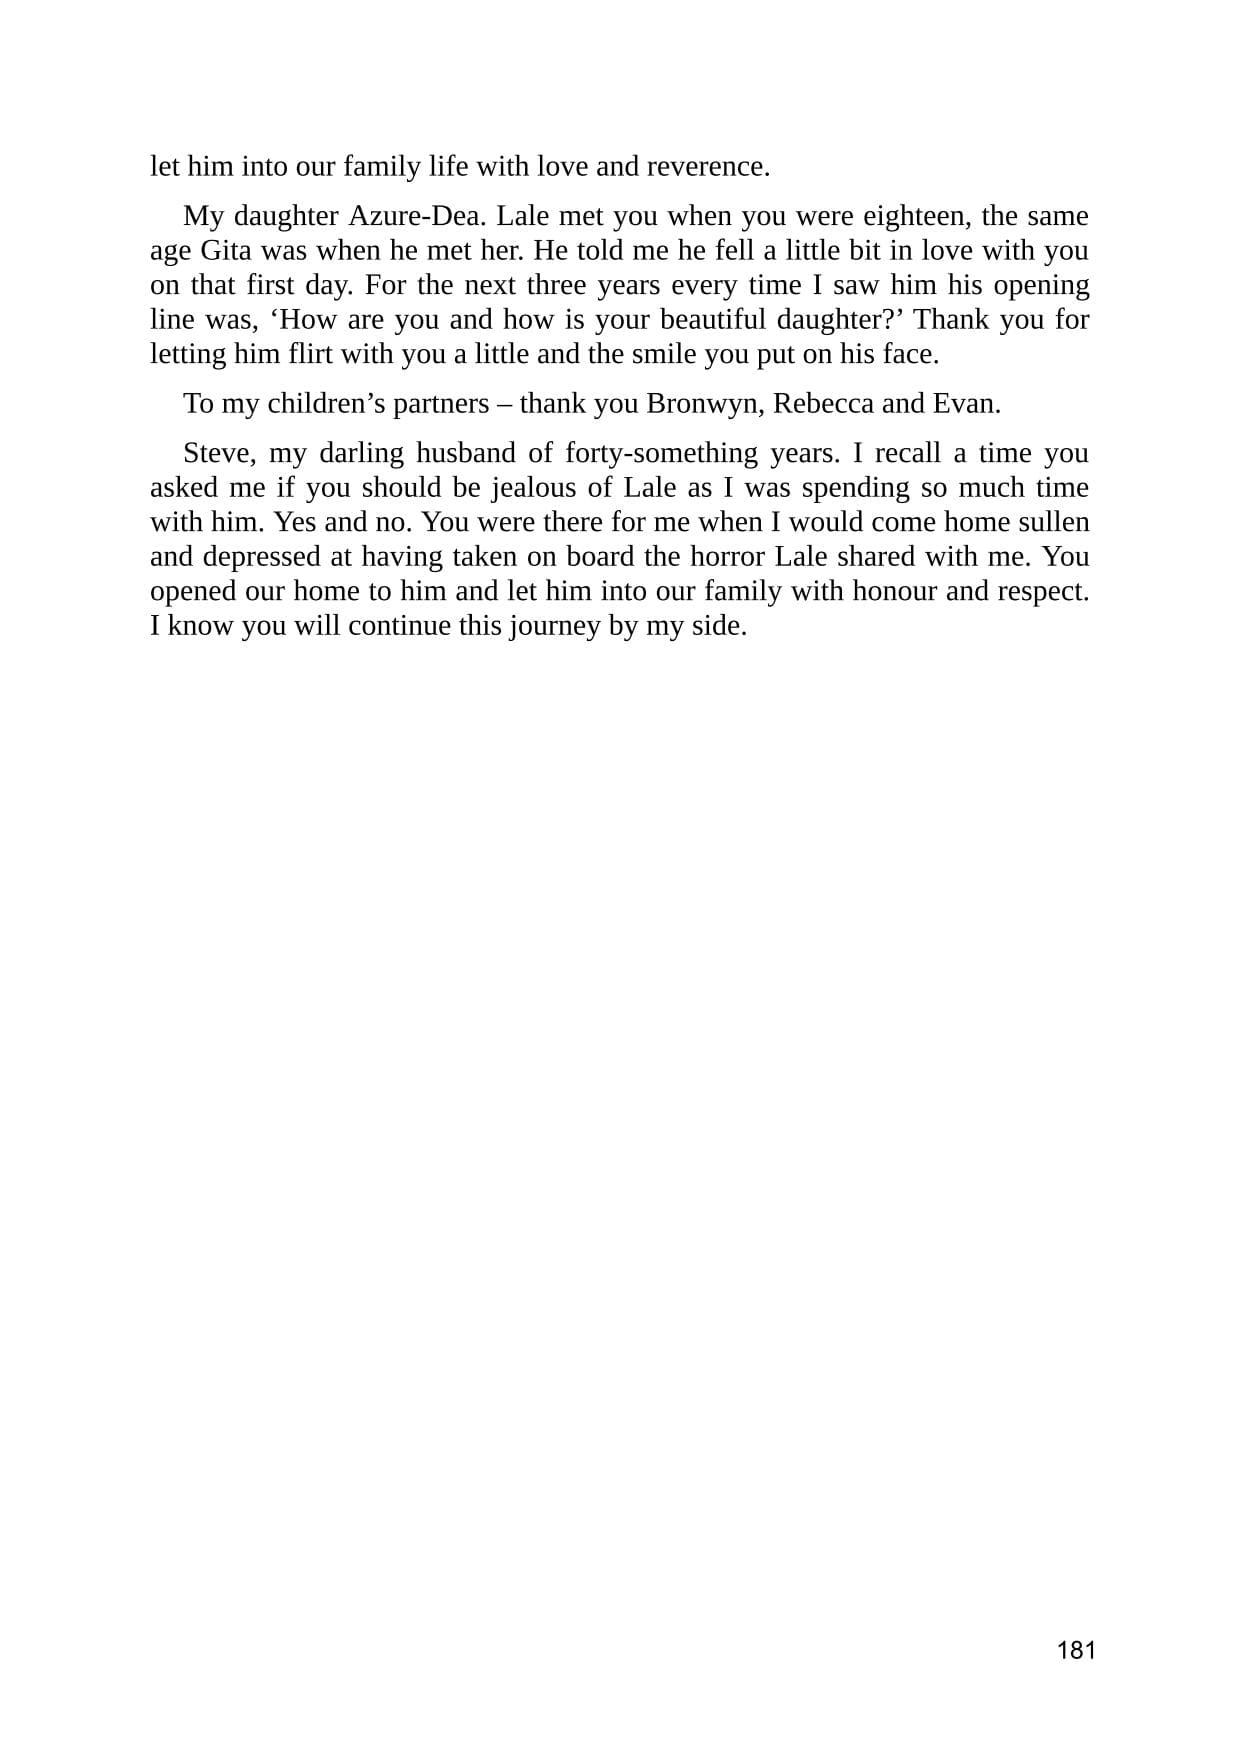 let him into our family life with love and reverence.
My daughter Azure-Dea. Lale met you when you were eighteen, the same
age Gita was when he met her. He told me he fell a little bit in love with you
on that first day. For the next three years every time I saw him his opening
line was, ‘How are you and how is your beautiful daughter?’ Thank you for
letting him flirt with you a little and the smile you put on his face.
To my children’s partners – thank you Bronwyn, Rebecca and Evan.
Steve, my darling husband of forty-something years. I recall a time you
asked me if you should be jealous of Lale as I was spending so much time
with him. Yes and no. You were there for me when I would come home sullen
and depressed at having taken on board the horror Lale shared with me. You
opened our home to him and let him into our family with honour and respect.
I know you will continue this journey by my side.
181